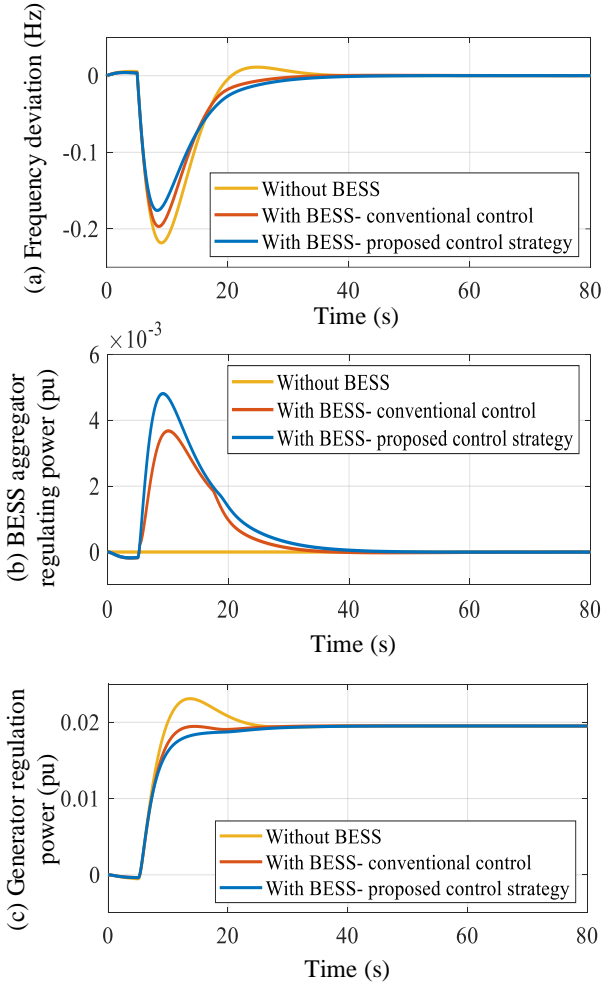 (a) Frequency deviation (Hz)
0
-0.1
-0.2
Without BESS
With BESS- conventional control
With BESS- proposed control strategy
0 20 40 60 80
Time (s)
×10⁻³
(b) BESS aggregator
regulating power (pu)
6
4
2
0
Without BESS
With BESS- conventional control
With BESS- proposed control strategy
0 20 40 60 80
Time (s)
(c) Generator regulation
power (pu)
0.02
0.01
0
Without BESS
With BESS- conventional control
With BESS- proposed control strategy
0 20 40 60 80
Time (s)